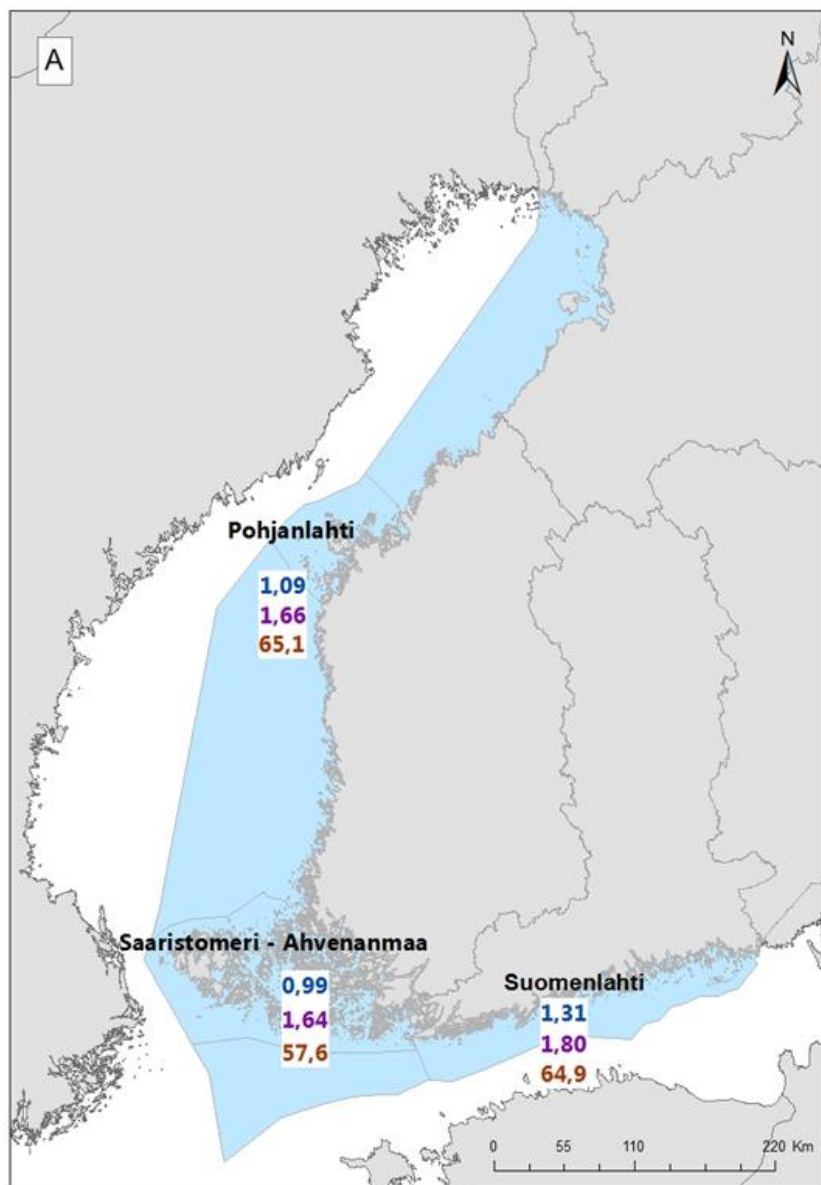 A
N
Pohjanlahti
1,09
1,66
65,1
Saaristomeri - Ahvenanmaa
0,99
1,64
57,6
Suomenlahti
1,31
1,80
64,9
0 55 110 220 Km